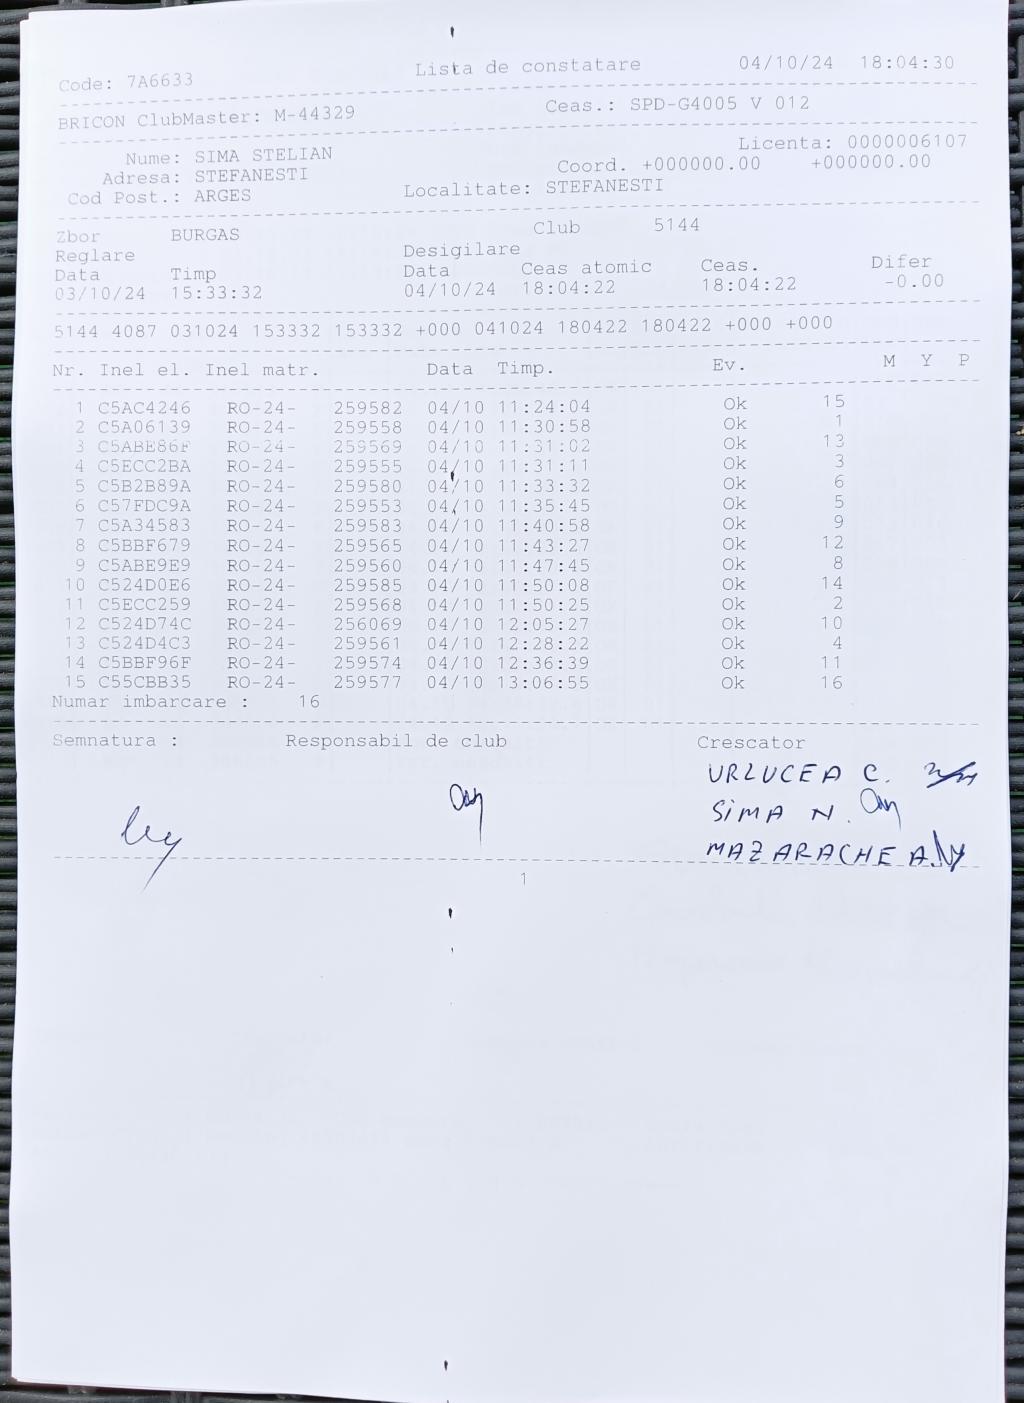 Code: 7A6633 Lista de constatare 04/10/24 18:04:30
BRICON ClubMaster: M-44329 Ceas.: SPD-G4005 V 012
Licenta: 0000006107
Nume: SIMA STELIAN Coord. +000000.00 +000000.00
Adresa: STEFANESTI
Cod Post.: ARGES Localitate: STEFANESTI
Zbor BURGAS Club 5144
Reglare Desigilare
Data Timp Data Ceas atomic Ceas. Difer
03/10/24 15:33:32 04/10/24 18:04:22 18:04:22 -0.00
5144 4087 031024 153332 153332 +000 041024 180422 180422 +000 +000
Nr. Inel el. Inel matr. Data Timp. Ev. M Y P
1 C5AC4246 RO-24- 259582 04/10 11:24:04 Ok 15
2 C5A06139 RO-24- 259558 04/10 11:30:58 Ok 1
3 C5ABE86F RO-24- 259569 04/10 11:31:02 Ok 13
4 C5ECC2BA RO-24- 259555 04/10 11:31:11 Ok 3
5 C5B2B89A RO-24- 259580 04/10 11:33:32 Ok 6
6 C57FDC9A RO-24- 259553 04/10 11:35:45 Ok 5
7 C5A34583 RO-24- 259583 04/10 11:40:58 Ok 9
8 C5BBF679 RO-24- 259565 04/10 11:43:27 Ok 12
9 C5ABE9E9 RO-24- 259560 04/10 11:47:45 Ok 8
10 C524D0E6 RO-24- 259585 04/10 11:50:08 Ok 14
11 C5ECC259 RO-24- 259568 04/10 11:50:25 Ok 2
12 C524D74C RO-24- 256069 04/10 12:05:27 Ok 10
13 C524D4C3 RO-24- 259561 04/10 12:28:22 Ok 4
14 C5BBF96F RO-24- 259574 04/10 12:36:39 Ok 11
15 C55CBB35 RO-24- 259577 04/10 13:06:55 Ok 16
Numar imbarcare : 16
Semnatura : Responsabil de club Crescator
URLUCEA C.
SIMA N.
MAZARACHE A.
1